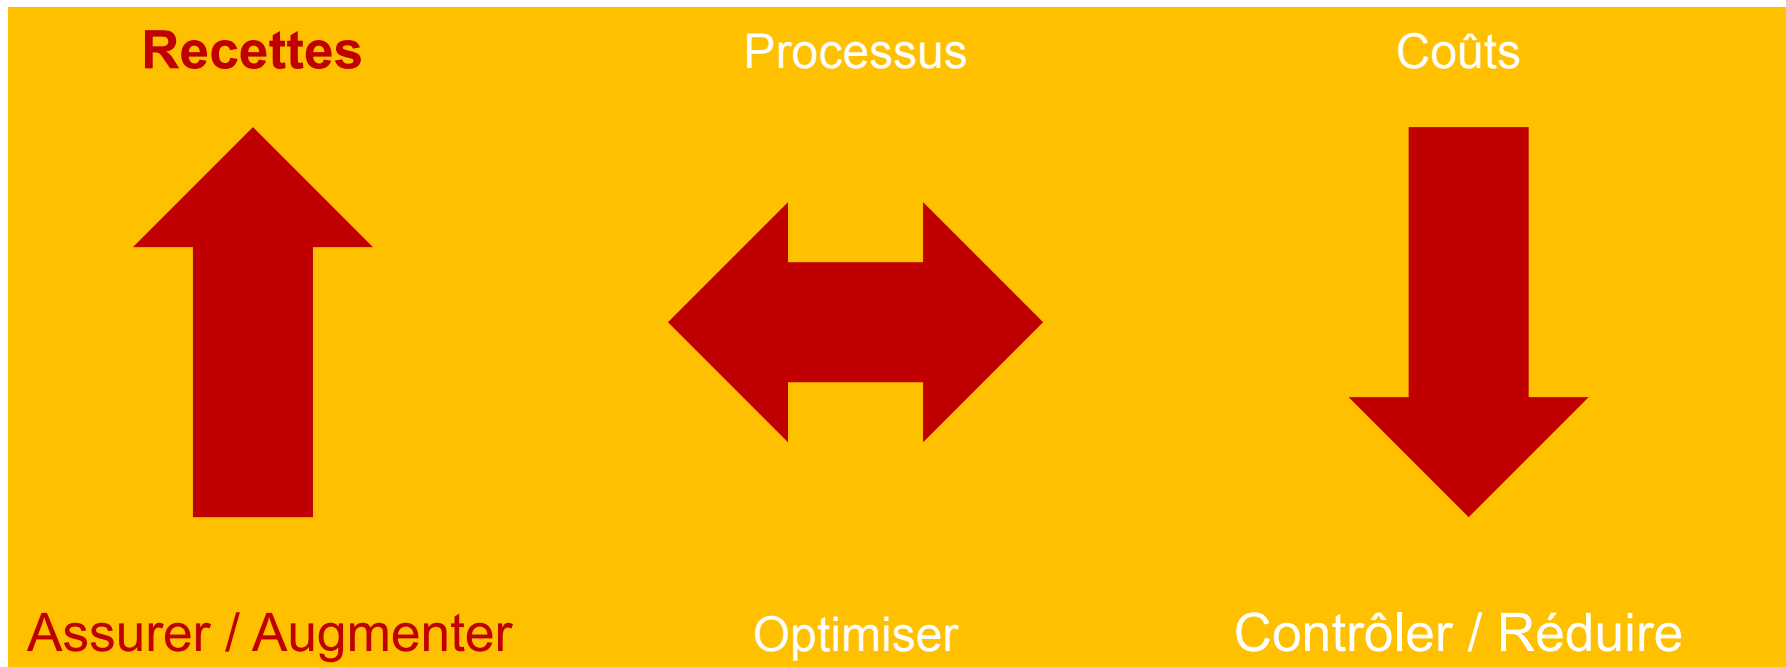 Recettes Processus Coûts
Assurer / Augmenter Optimiser Contrôler / Réduire